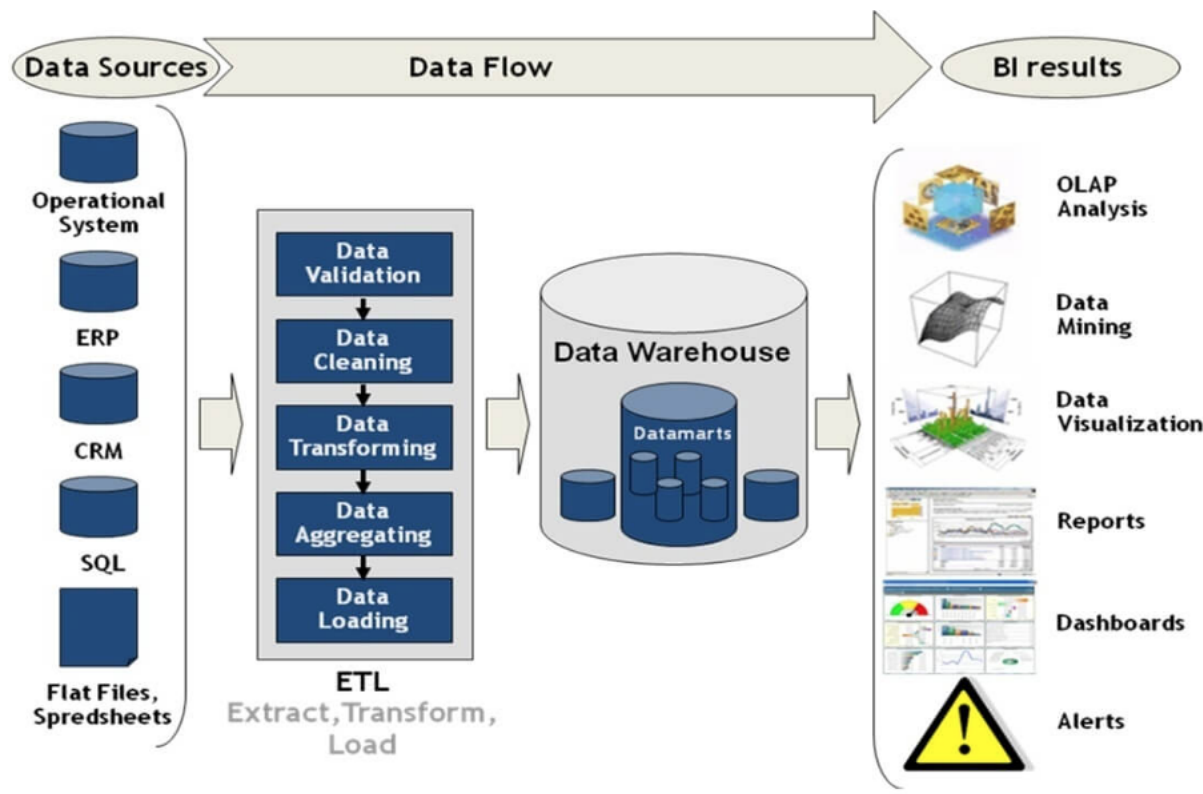 Data Sources
Data Flow
BI results
Operational
System
ERP
CRM
SQL
Flat Files,
Spredsheets
Data
Validation
Data
Cleaning
Data
Transforming
Data
Aggregating
Data
Loading
ETL
Extract,Transform,
Load
Data Warehouse
Datamarts
OLAP
Analysis
Data
Mining
Data
Visualization
Reports
Dashboards
Alerts